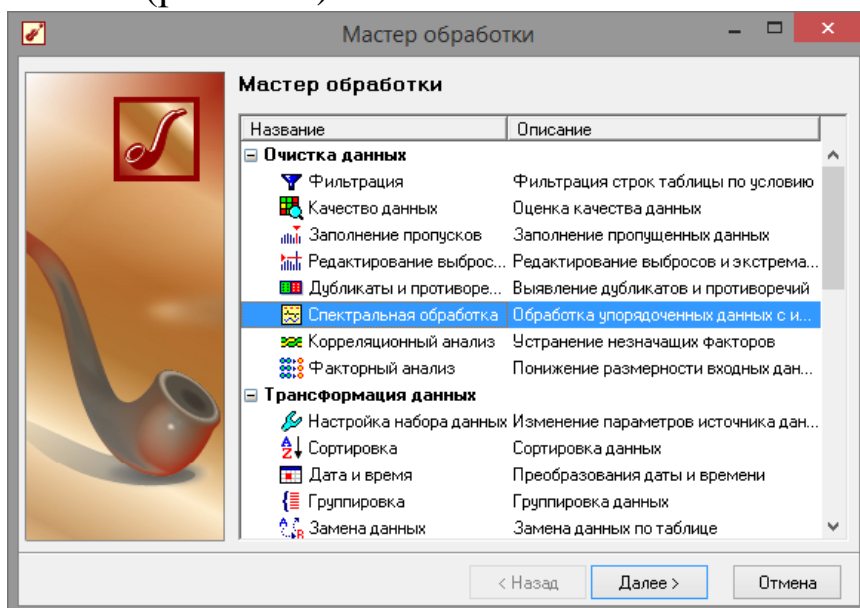 Мастер обработки
Мастер обработки
Название Описание
Очистка данных
Фильтрация Фильтрация строк таблицы по условию
Качество данных Оценка качества данных
Заполнение пропусков Заполнение пропущенных данных
Редактирование выброс... Редактирование выбросов и экстрема...
Дубликаты и противоре... Выявление дубликатов и противоречий
Спектральная обработка Обработка упорядоченных данных с и...
Корреляционный анализ Устранение незначащих факторов
Факторный анализ Понижение размерности входных дан...
Трансформация данных
Настройка набора данных Изменение параметров источника дан...
Сортировка Сортировка данных
Дата и время Преобразования даты и времени
Группировка Группировка данных
Замена данных Замена данных по таблице
< Назад Далее > Отмена